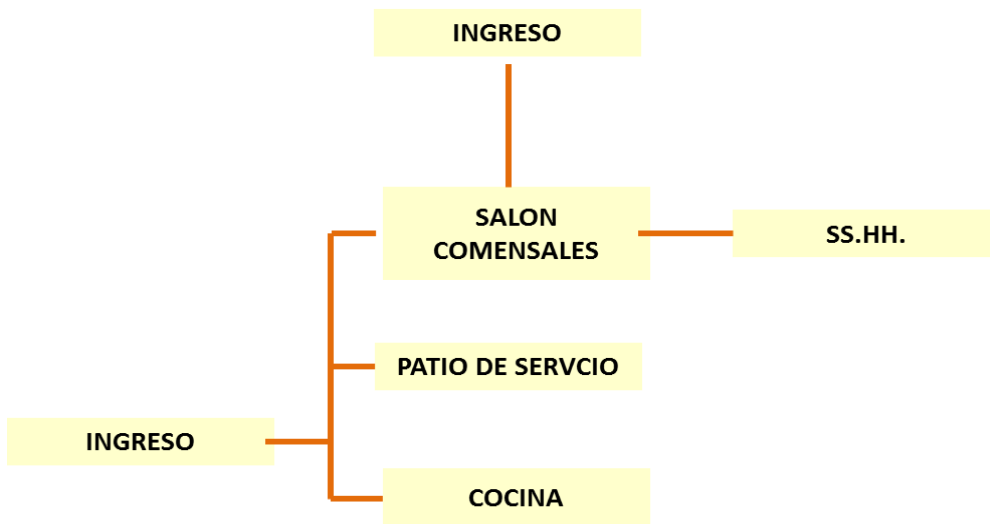 INGRESO
SALON
COMENSALES
SS.HH.
PATIO DE SERVCIO
INGRESO
COCINA